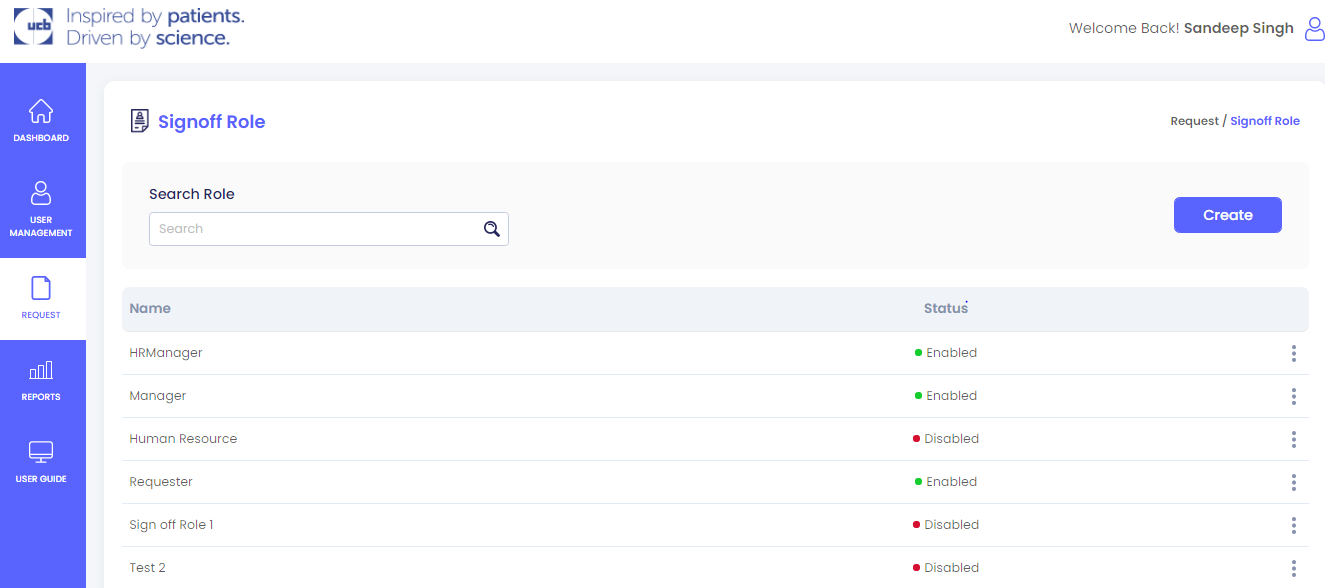 ucb
Inspired by patients.
Driven by science.
Welcome Back! Sandeep Singh
DASHBOARD
USER
MANAGEMENT
REQUEST
REPORTS
USER GUIDE
Signoff Role
Request / Signoff Role
Search Role
Search
Create
Name Status
HRManager Enabled
Manager Enabled
Human Resource Disabled
Requester Enabled
Sign off Role 1 Disabled
Test 2 Disabled